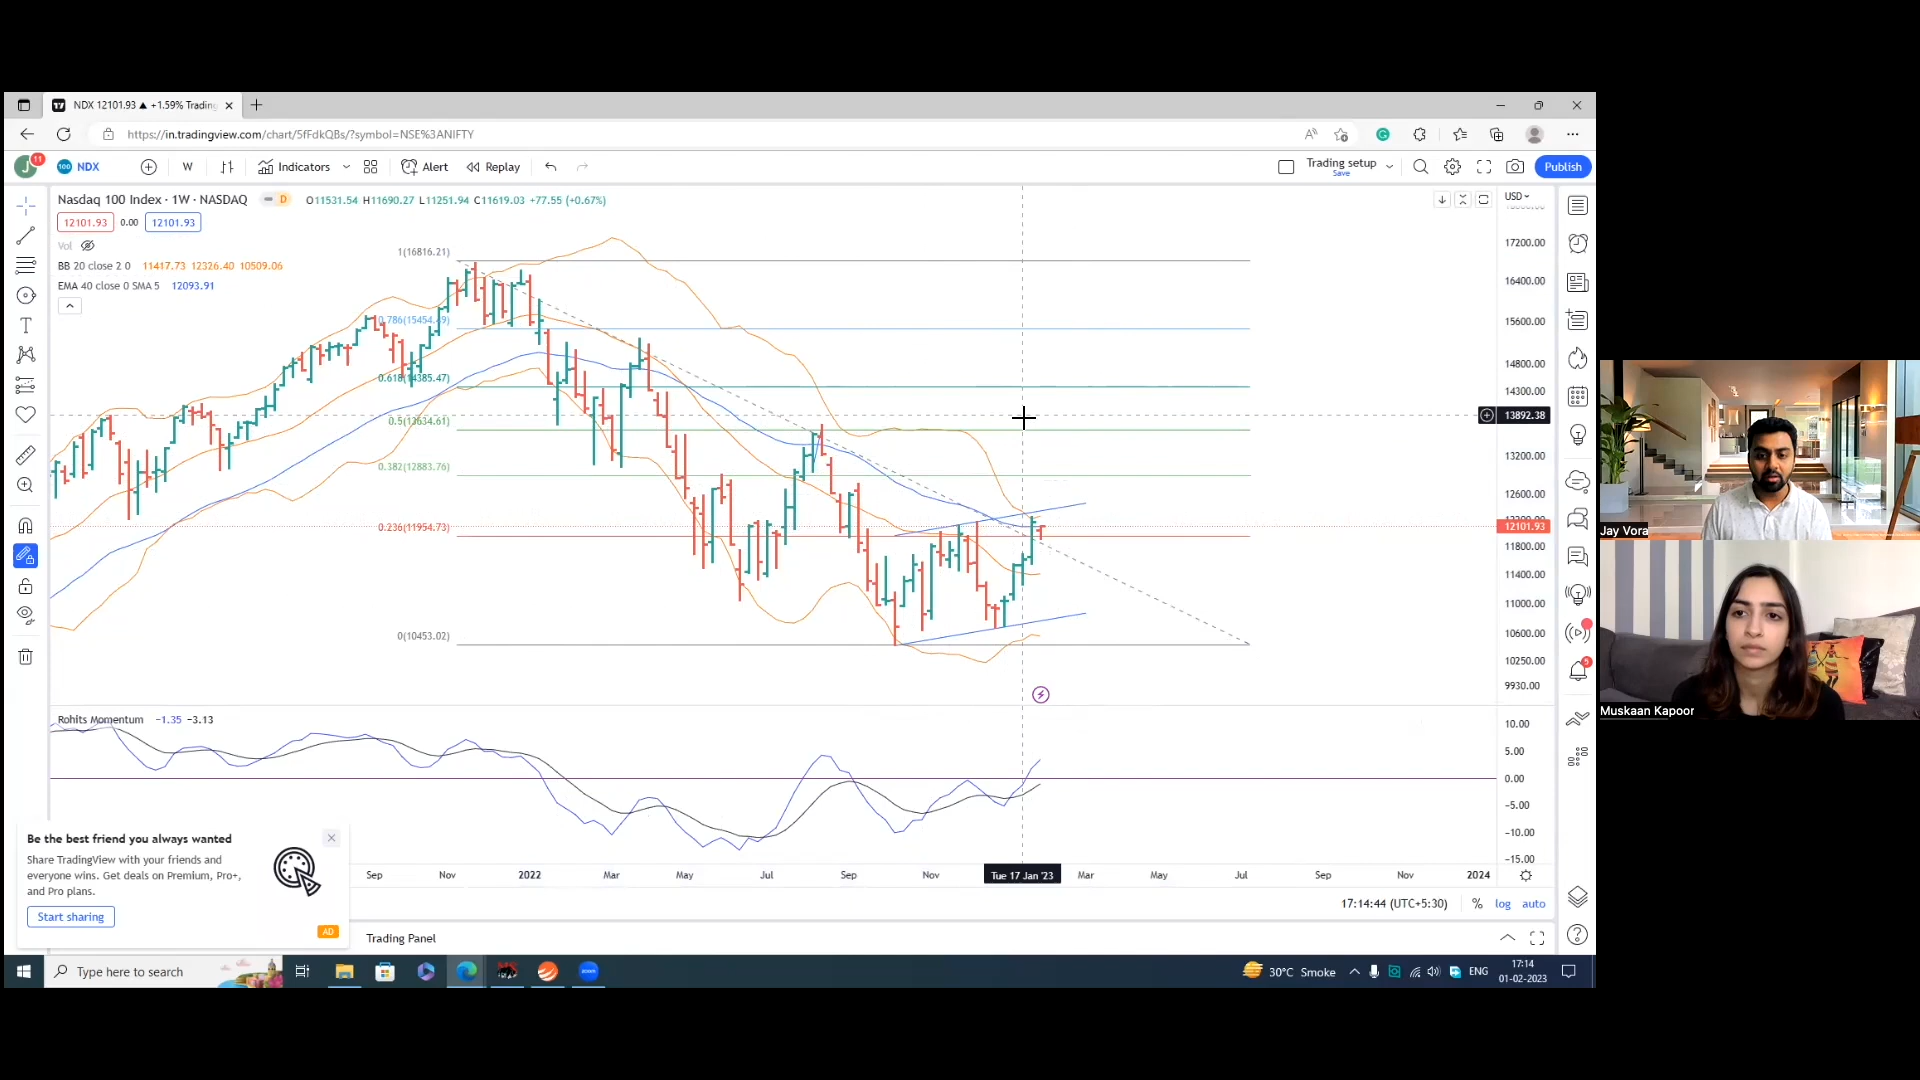 NDX 12101.93 ▲ +1.59% Trading
https://in.tradingview.com/chart/5fFdkQBs/?symbol=NSE%3ANIFTY
J 11 100 NDX W Indicators Alert Replay Trading setup Save Publish
Nasdaq 100 Index · 1W · NASDAQ D O11531.54 H11690.27 L11251.94 C11619.03 +77.55 (+0.67%) USD
12101.93 0.00 12101.93
Vol
BB 20 close 2 0 11417.73 12326.40 10509.06
EMA 40 close 0 SMA 5 12093.91
1(16816.21)
0.786(15454.49)
0.618(14385.47)
0.5(13634.61)
0.382(12883.76)
0.236(11954.73)
0(10453.02)
17200.00
16400.00
15600.00
14800.00
14300.00
13892.38
13200.00
12600.00
12101.93
11800.00
11400.00
11000.00
10600.00
10250.00
9930.00
Rohits Momentum −1.35 −3.13
10.00
5.00
0.00
−5.00
−10.00
−15.00
Sep Nov 2022 Mar May Jul Sep Nov Tue 17 Jan '23 Mar May Jul Sep Nov 2024
Be the best friend you always wanted
Share TradingView with your friends and
everyone wins. Get deals on Premium, Pro+,
and Pro plans.
Start sharing
AD
17:14:44 (UTC+5:30) % log auto
Trading Panel
Type here to search
zoom
30°C Smoke ENG 17:14
01-02-2023
5
Jay Vora
Muskaan Kapoor